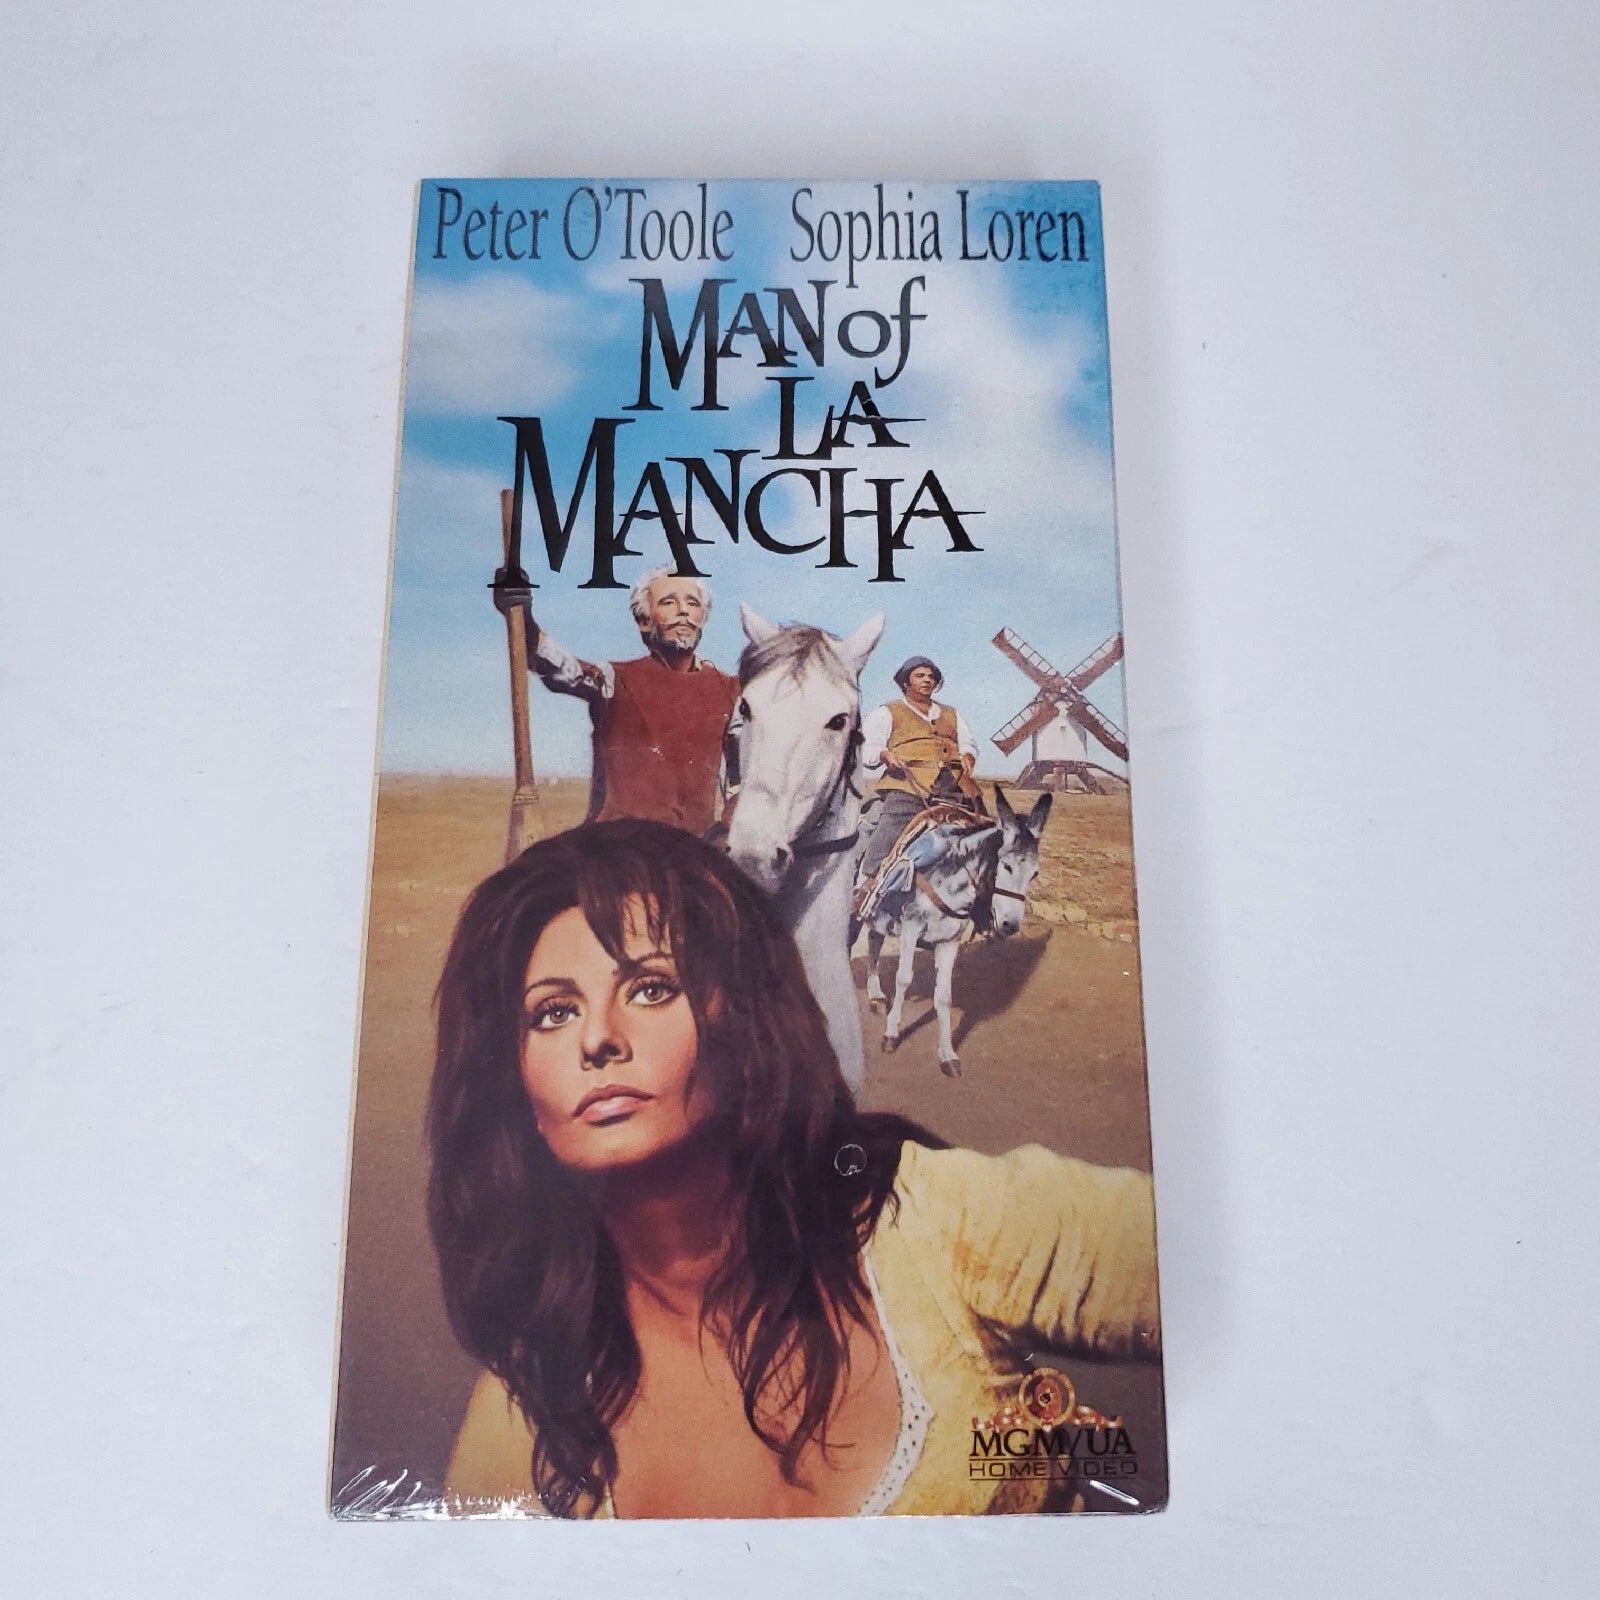 Peter O'Toole Sophia Loren
MAN of
LA
MANCHA
MGM/UA
HOME VIDEO